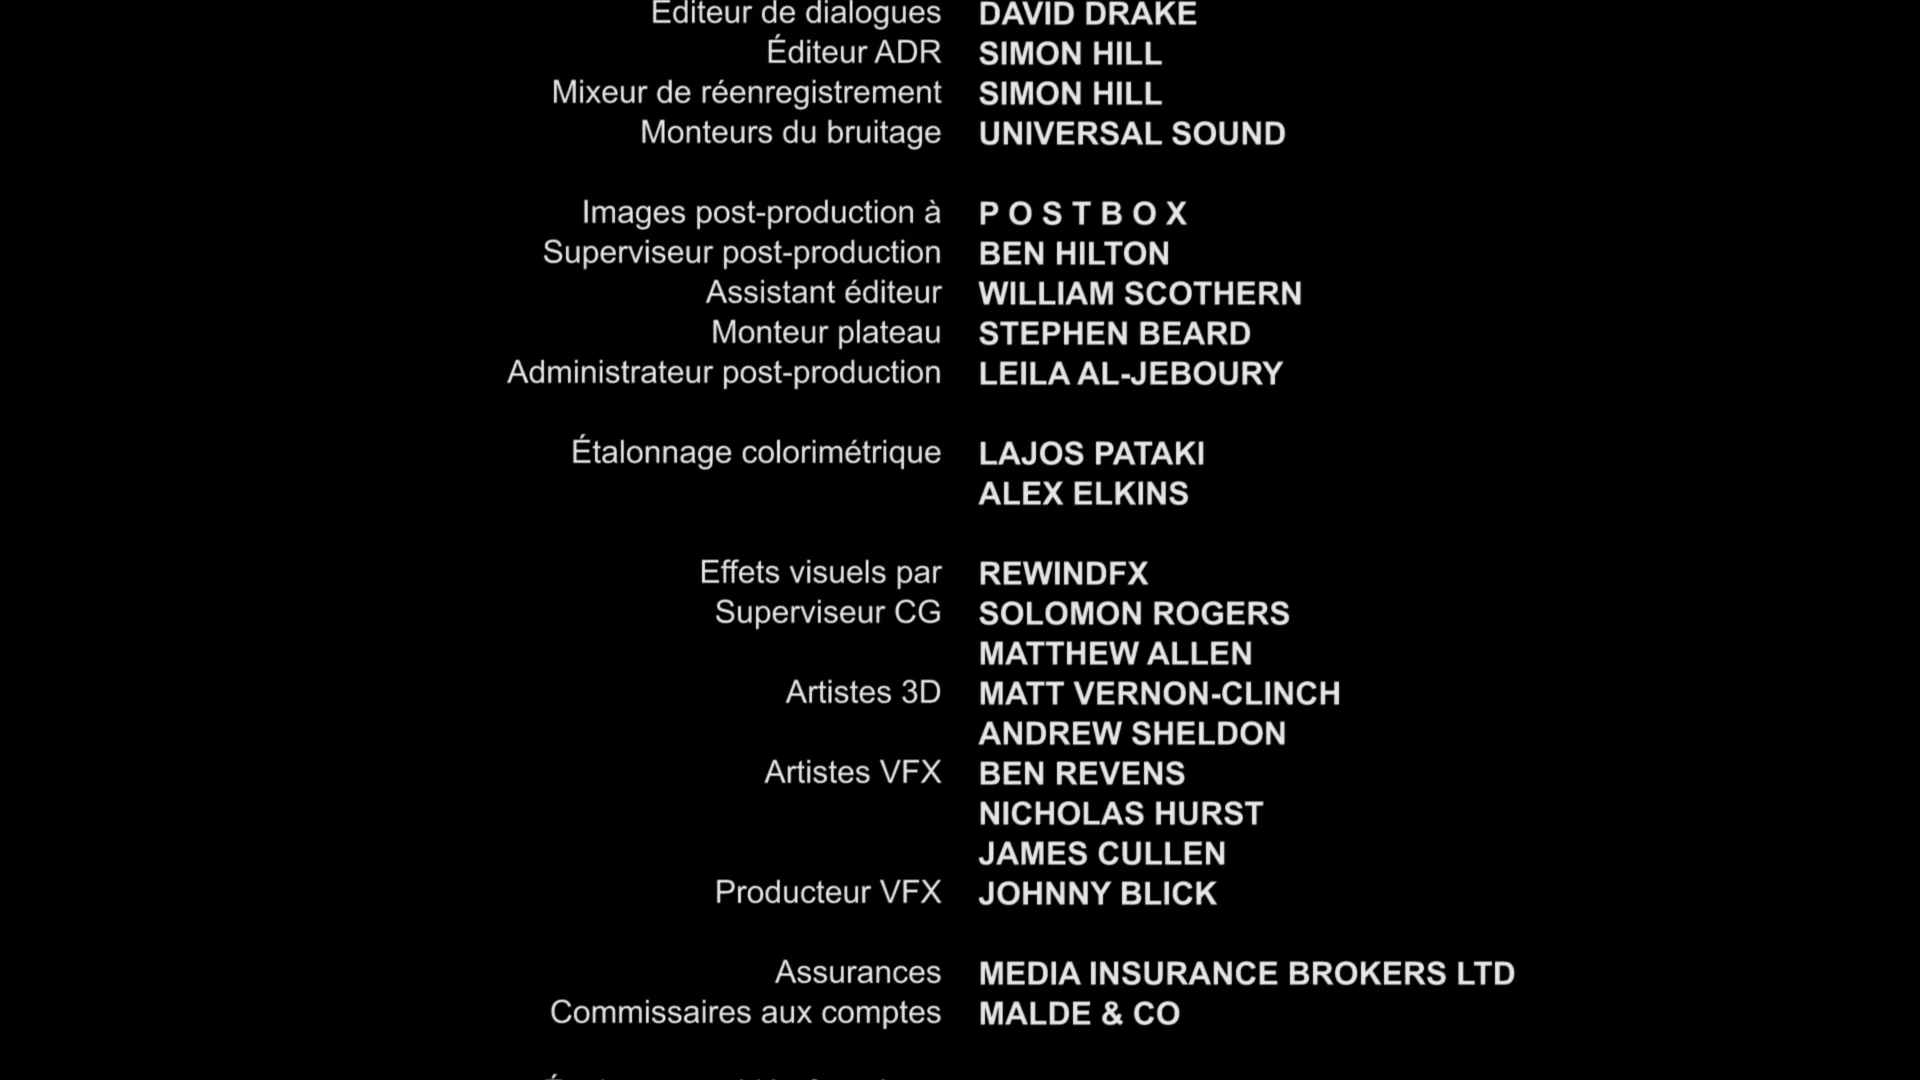 Éditeur de dialogues DAVID DRAKE
Éditeur ADR SIMON HILL
Mixeur de réenregistrement SIMON HILL
Monteurs du bruitage UNIVERSAL SOUND
Images post-production à P O S T B O X
Superviseur post-production BEN HILTON
Assistant éditeur WILLIAM SCOTHERN
Monteur plateau STEPHEN BEARD
Administrateur post-production LEILA AL-JEBOURY
Étalonnage colorimétrique LAJOS PATAKI
ALEX ELKINS
Effets visuels par REWINDFX
Superviseur CG SOLOMON ROGERS
MATTHEW ALLEN
Artistes 3D MATT VERNON-CLINCH
ANDREW SHELDON
Artistes VFX BEN REVENS
NICHOLAS HURST
JAMES CULLEN
Producteur VFX JOHNNY BLICK
Assurances MEDIA INSURANCE BROKERS LTD
Commissaires aux comptes MALDE & CO